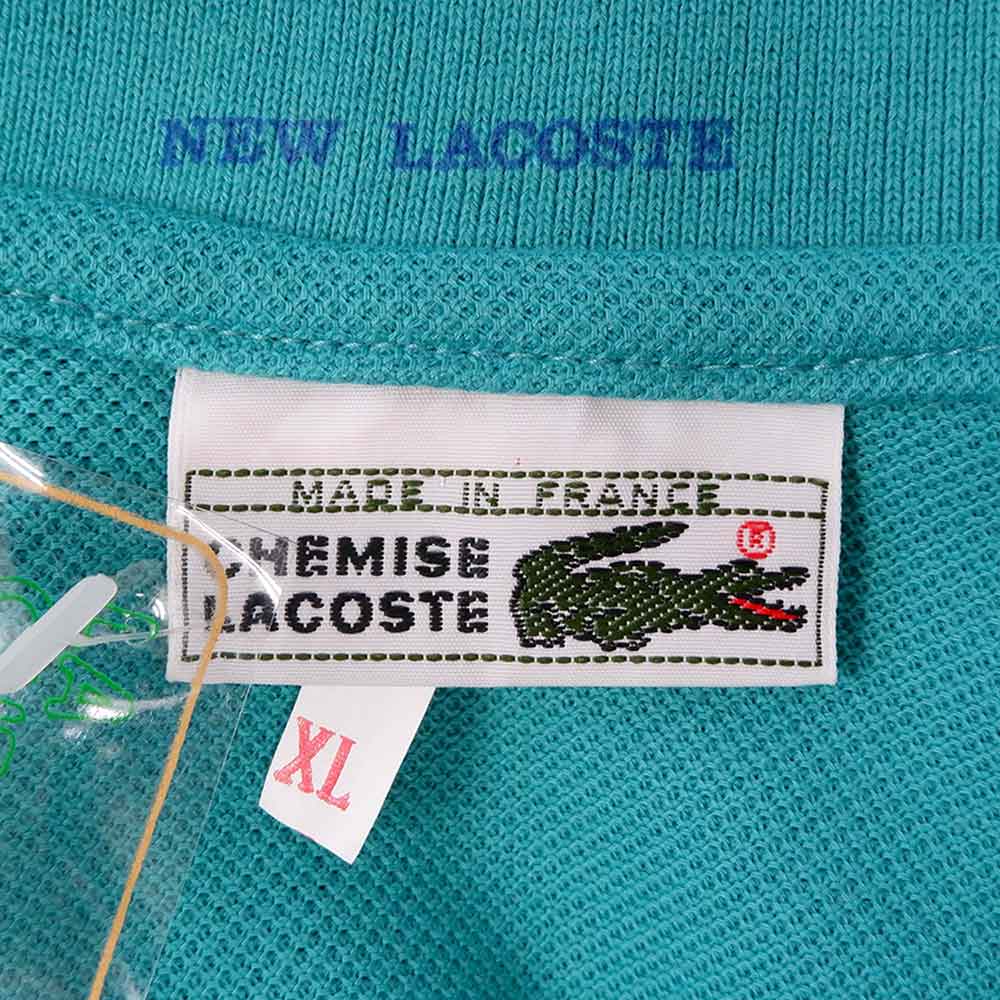 NEW LACOSTE
MADE IN FRANCE
CHEMISE
LACOSTE
®
XL